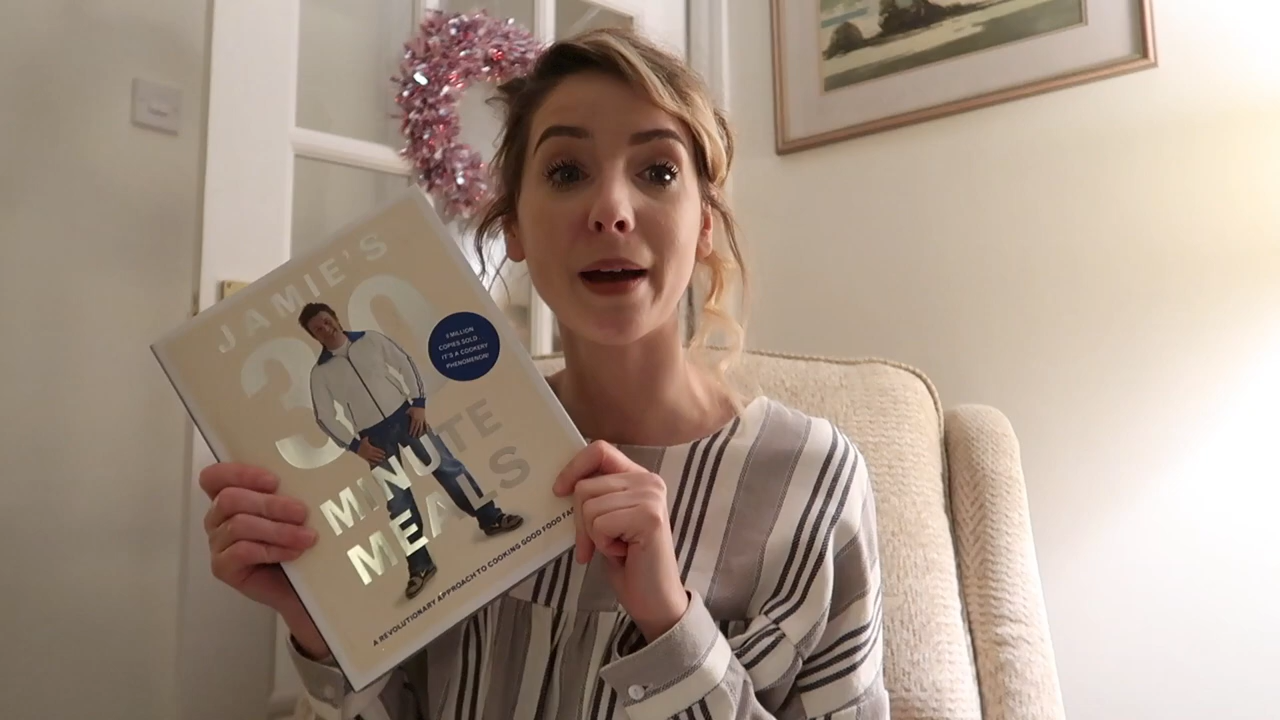 JAMIE'S
30
1 MILLION
COPIES SOLD
IT'S A COOKERY
PHENOMENON!
MINUTE
MEALS
A REVOLUTIONARY APPROACH TO COOKING GOOD FOOD